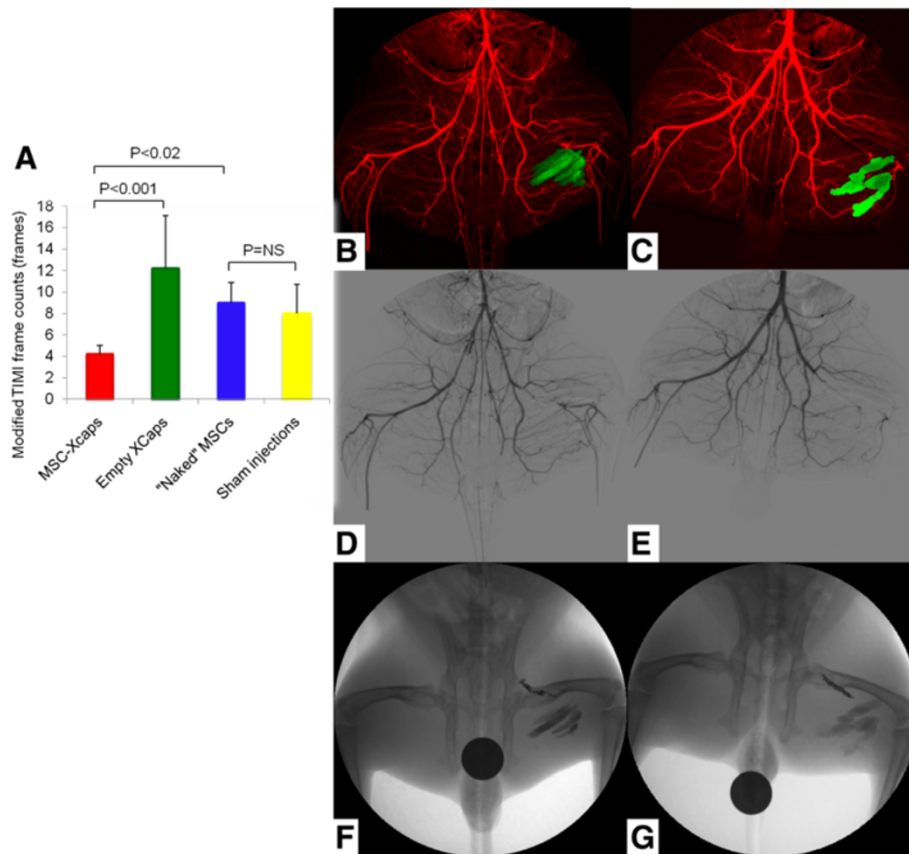 A
P<0.02
P<0.001
P=NS
Modified TIMI frame counts (frames)
18
16
14
12
10
8
6
4
2
0
MSC-Xcaps
Empty XCaps
"Naked" MSCs
Sham injections
B
C
D
E
F
G